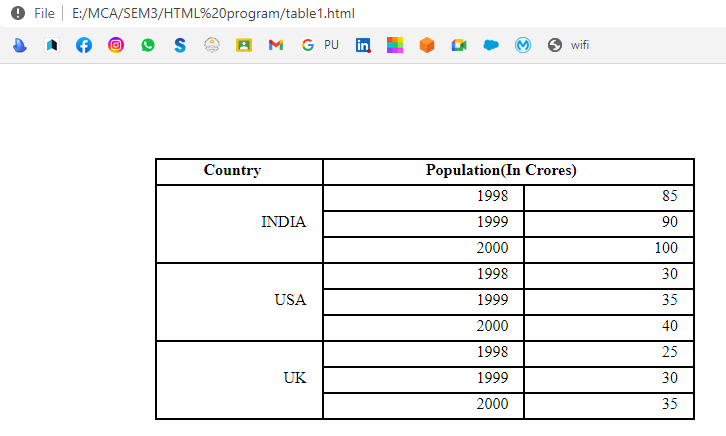 File | E:/MCA/SEM3/HTML%20program/table1.html
PU wifi
Country Population(In Crores)
1998 85
INDIA 1999 90
2000 100
1998 30
USA 1999 35
2000 40
1998 25
UK 1999 30
2000 35